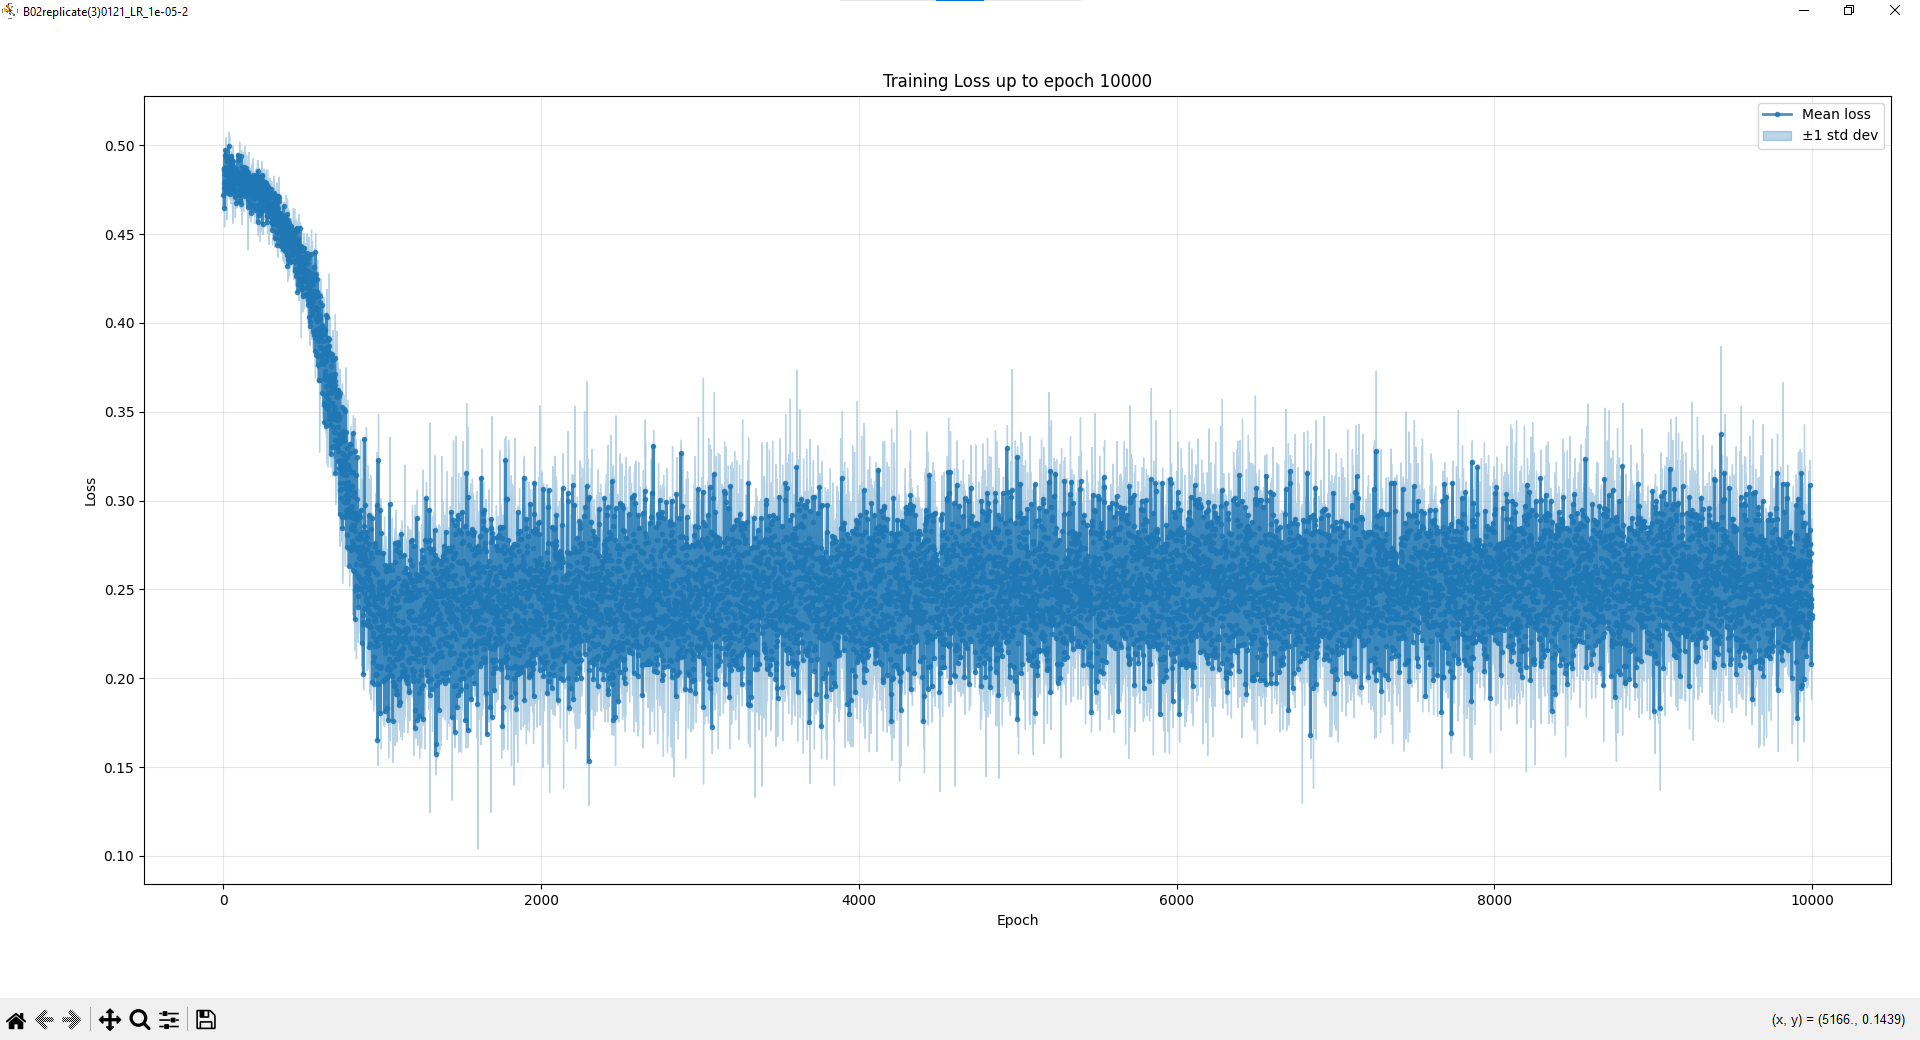 B02replicate(3)0121_LR_1e-05-2
Training Loss up to epoch 10000
Mean loss
±1 std dev
0.50
0.45
0.40
0.35
0.30
0.25
0.20
0.15
0.10
Loss
0 2000 4000 6000 8000 10000
Epoch
(x, y) = (5166., 0.1439)